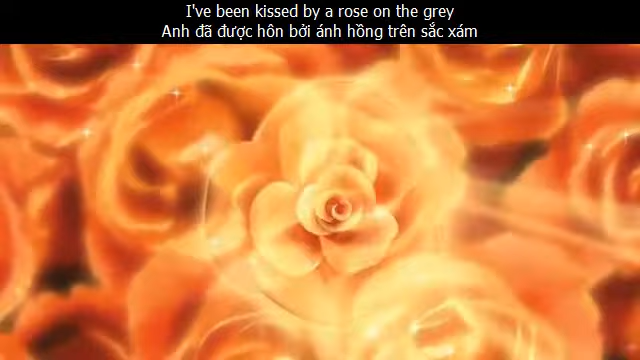 I've been kissed by a rose on the grey
Anh đã được hôn bởi ánh hồng trên sắc xám